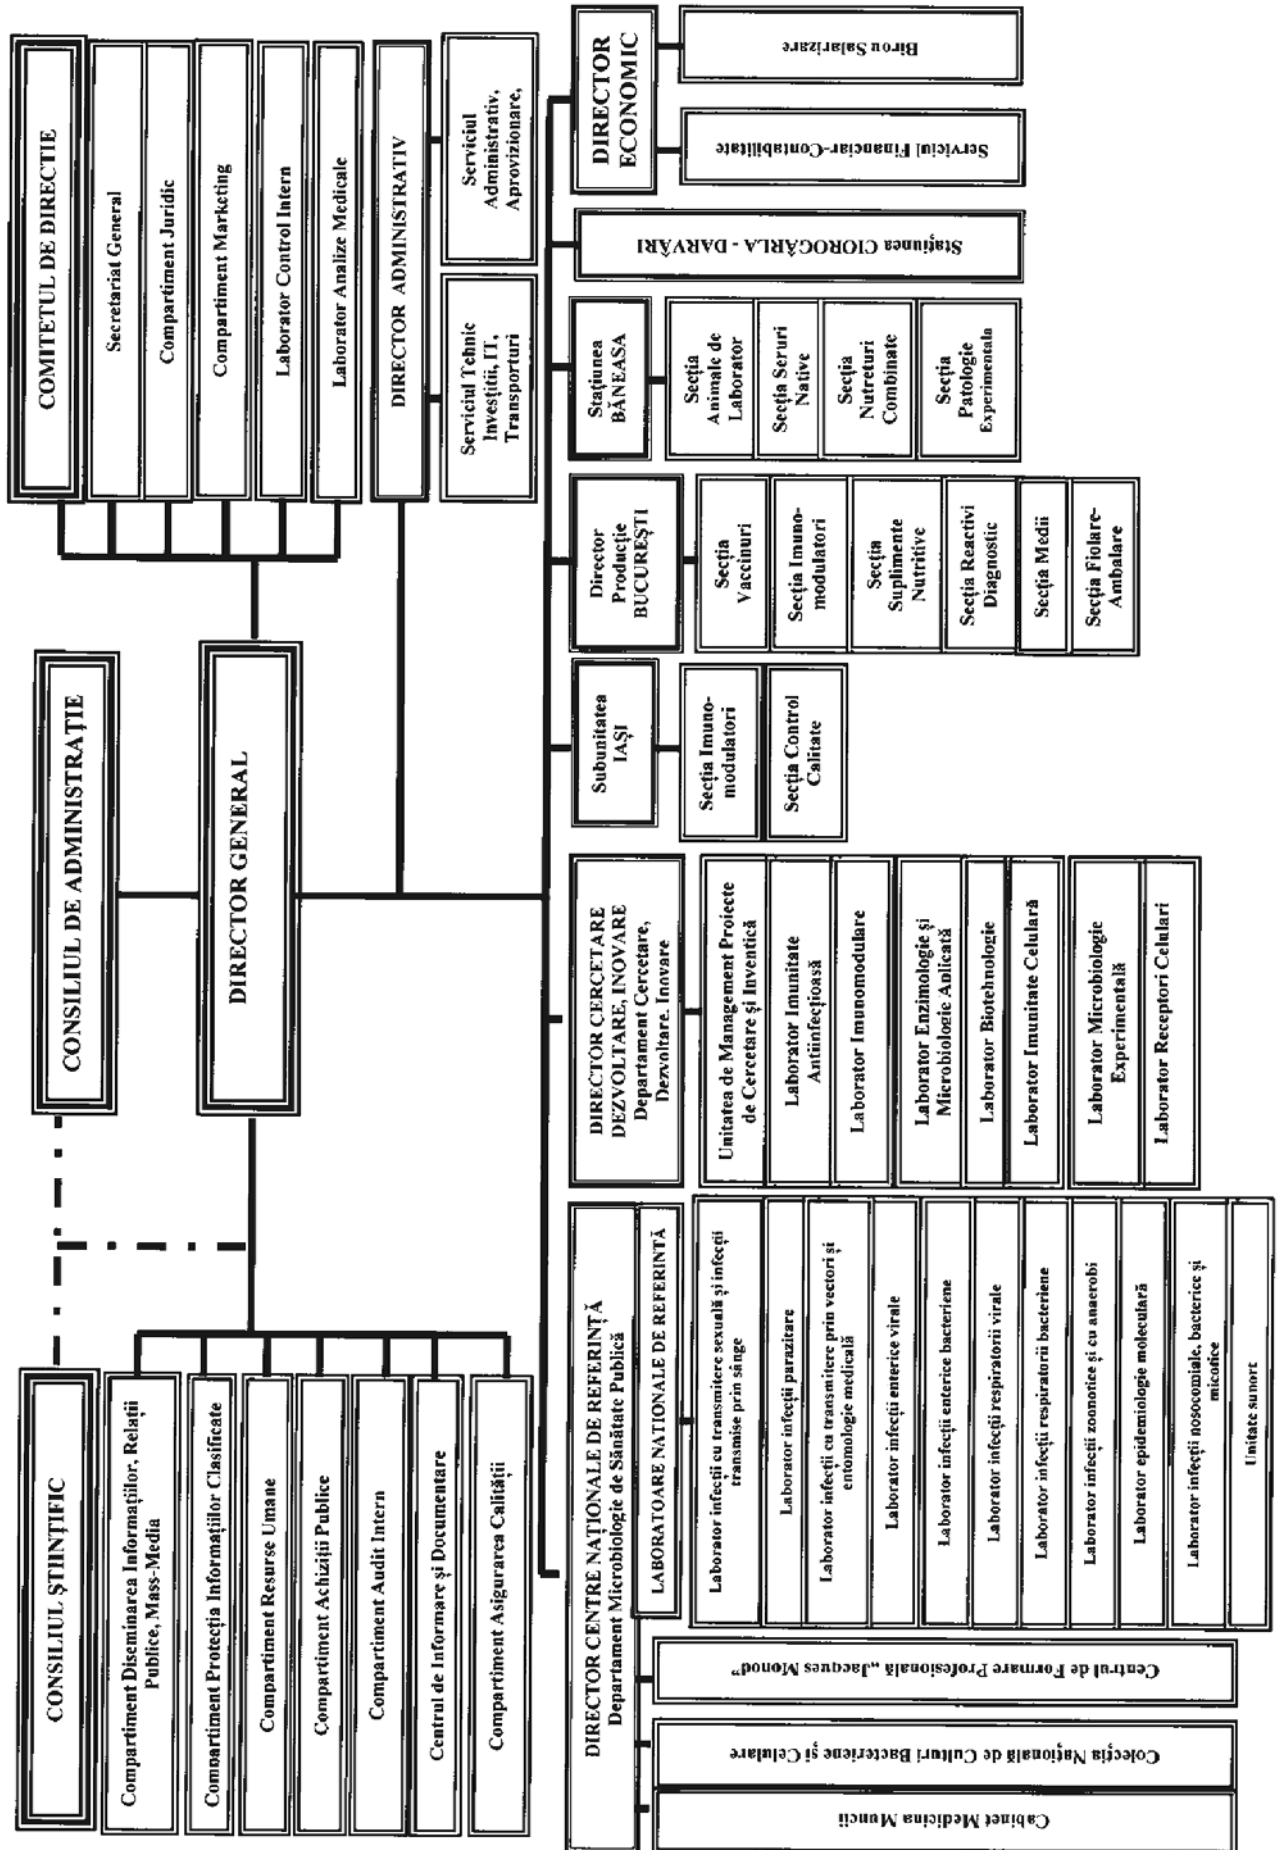 CONSILIUL ȘTIINȚIFIC
Compartiment Diseminarea Informațiilor, Relații
Publice, Mass-Media
Compartiment Protecția Informațiilor Clasificate
Compartiment Resurse Umane
Compartiment Achiziții Publice
Compartiment Audit Intern
Centrul de Informare și Documentare
Compartiment Asigurarea Calității
CONSILIUL DE ADMINISTRAȚIE
DIRECTOR GENERAL
COMITETUL DE DIRECTIE
Secretariat General
Compartiment Juridic
Compartiment Marketing
Laborator Control Intern
Laborator Analize Medicale
DIRECTOR ADMINISTRATIV
Serviciul Tehnic
Investitii, IT,
Transporturi
Serviciul
Administrativ,
Aprovizionare,
DIRECTOR CENTRE NAȚIONALE DE REFERINȚĂ
Departament Microbiologie de Sănătate Publică
LABORATOARE NATIONALE DE REFERINTĂ
Laborator infecții cu transmitere sexuală și infecții
transmise prin sânge
Laborator infecții parazitare
Laborator infecții cu transmitere prin vectori și
entomologie medicală
Laborator infecții enterice virale
Laborator infecții enterice bacteriene
Laborator infecții respiratorii virale
Laborator infecții respiratorii bacteriene
Laborator infecții zoonotice și cu anaerobi
Laborator epidemiologie moleculară
Laborator infecții nosocomiale, bacterice și
micotice
Unitate suport
Cabinet Medicina Muncii
Colecția Națională de Culturi Bacteriene și Celulare
Centrul de Formare Profesională „Jacques Monod”
DIRECTOR CERCETARE
DEZVOLTARE, INOVARE
Departament Cercetare,
Dezvoltare. Inovare
Unitatea de Management Proiecte
de Cercetare și Inventică
Laborator Imunitate
Antiinfecțioasă
Laborator Imunomodulare
Laborator Enzimologie și
Microbiologie Aplicată
Laborator Biotehnologie
Laborator Imunitate Celulară
Laborator Microbiologie
Experimentală
Laborator Receptori Celulari
Subunitatea
IAȘI
Secția Imuno-
modulatori
Secția Control
Calitate
Director
Producție
BUCUREȘTI
Secția
Vaccinuri
Secția Imuno-
modulatori
Secția
Suplimente
Nutritive
Secția Reactivi
Diagnostic
Secția Medii
Secția Fiolare-
Ambalare
Stațiunea
BĂNEASA
Secția
Animale de
Laborator
Secția Seruri
Native
Secția
Nutreturi
Combinate
Secția
Patologie
Experimentala
Stațiunea CIOROGÂRLA - DARVĂRI
DIRECTOR
ECONOMIC
Serviciul Financiar-Contabilitate
Birou Salarizare